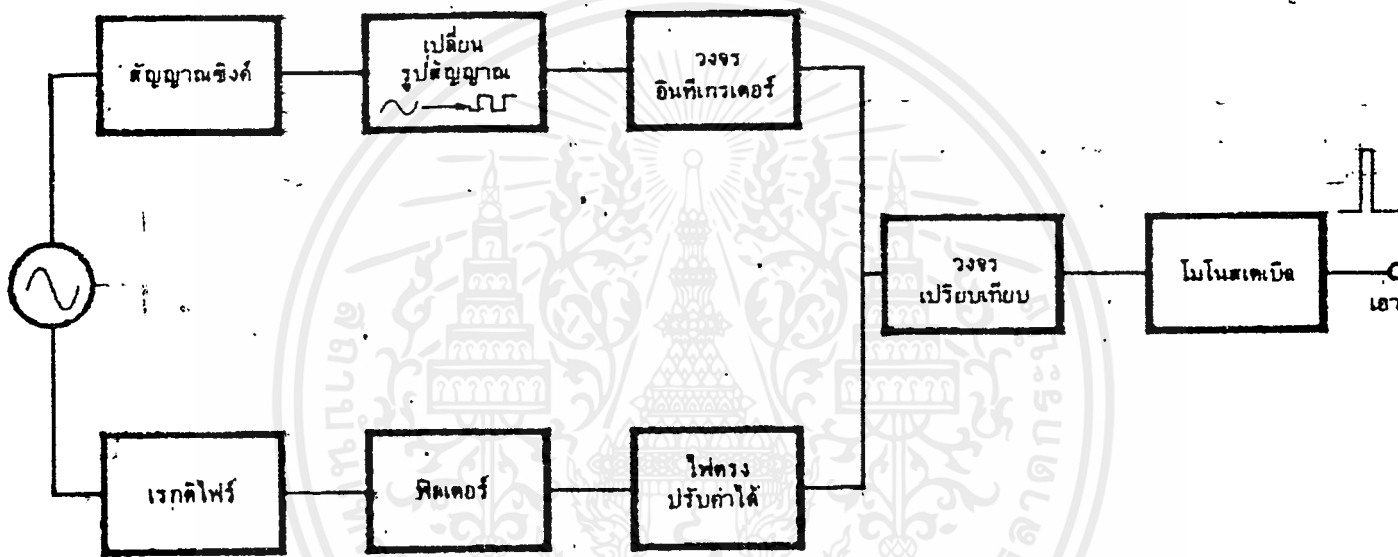 สัญญาณซิงค์
เปลี่ยน
รูปสัญญาณ
วงจร
อินทีเกรเตอร์
วงจร
เปรียบเทียบ
โมโนสเตเบิล
เรกติไฟร์
ฟิลเตอร์
ไฟตรง
ปรับค่าได้